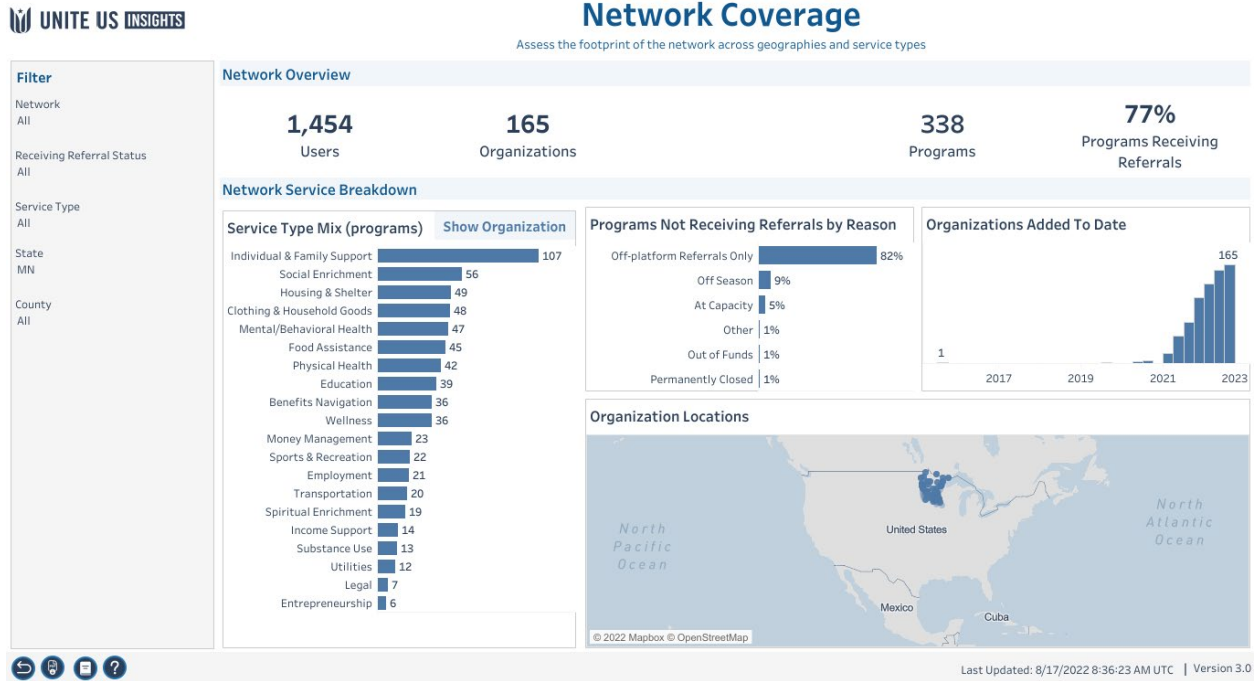 UNITE US INSIGHTS
Network Coverage
Assess the footprint of the network across geographies and service types
Filter
Network
All
Receiving Referral Status
All
Service Type
All
State
MN
County
All
Network Overview
1,454
Users
165
Organizations
338
Programs
77%
Programs Receiving
Referrals
Network Service Breakdown
Service Type Mix (programs)
Show Organization
Individual & Family Support 107
Social Enrichment 56
Housing & Shelter 49
Clothing & Household Goods 48
Mental/Behavioral Health 47
Food Assistance 45
Physical Health 42
Education 39
Benefits Navigation 36
Wellness 36
Money Management 23
Sports & Recreation 22
Employment 21
Transportation 20
Spiritual Enrichment 19
Income Support 14
Substance Use 13
Utilities 12
Legal 7
Entrepreneurship 6
Programs Not Receiving Referrals by Reason
Off-platform Referrals Only 82%
Off Season 9%
At Capacity 5%
Other 1%
Out of Funds 1%
Permanently Closed 1%
Organizations Added To Date
165
1
2017 2019 2021 2023
Organization Locations
North
Pacific
Ocean
United States
North
Atlantic
Ocean
Mexico
Cuba
© 2022 Mapbox © OpenStreetMap
?
Last Updated: 8/17/2022 8:36:23 AM UTC | Version 3.0